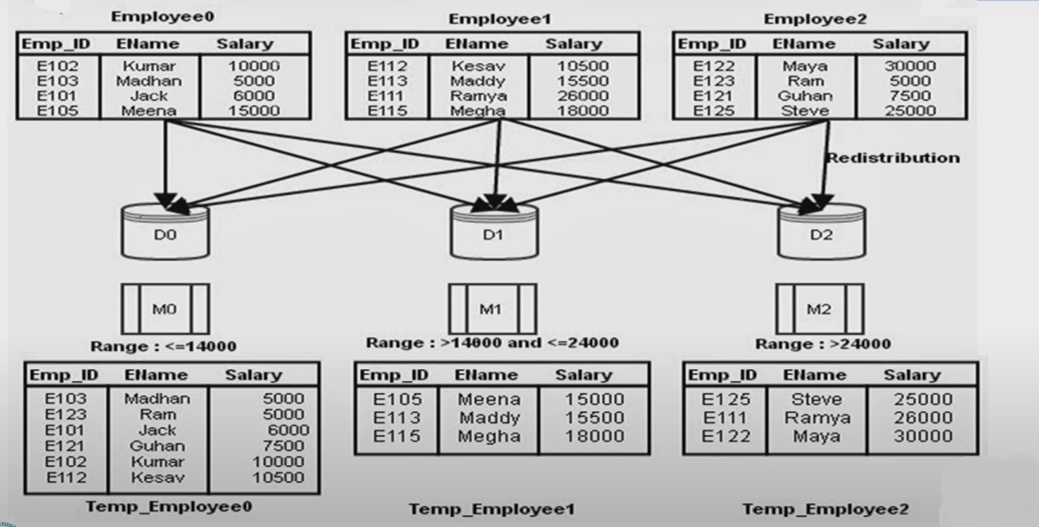 Employee0 Employee1 Employee2
Emp_ID EName Salary Emp_ID EName Salary Emp_ID EName Salary
E102 Kumar 10000 E112 Kesav 10500 E122 Maya 30000
E103 Madhan 5000 E113 Maddy 15500 E123 Ram 5000
E101 Jack 6000 E111 Ramya 26000 E121 Guhan 7500
E105 Meena 15000 E115 Megha 18000 E125 Steve 25000
Redistribution
D0 D1 D2
M0 M1 M2
Range : <=14000 Range : >14000 and <=24000 Range : >24000
Emp_ID EName Salary Emp_ID EName Salary Emp_ID EName Salary
E103 Madhan 5000 E105 Meena 15000 E125 Steve 25000
E123 Ram 5000 E113 Maddy 15500 E111 Ramya 26000
E101 Jack 6000 E115 Megha 18000 E122 Maya 30000
E121 Guhan 7500
E102 Kumar 10000
E112 Kesav 10500
Temp_Employee0 Temp_Employee1 Temp_Employee2